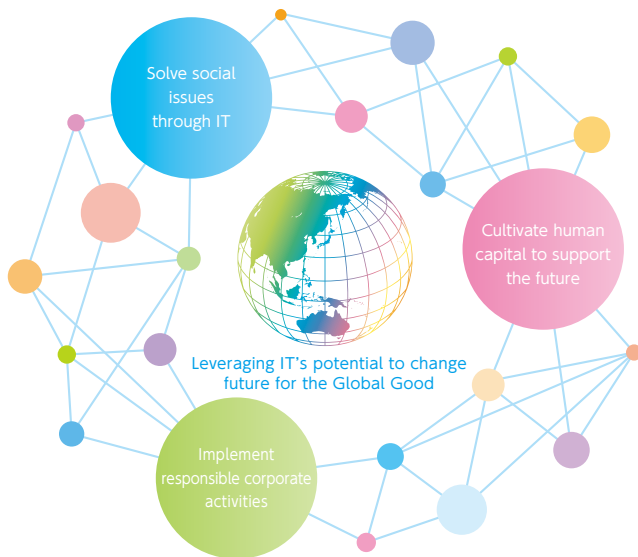 Solve social
issues
through IT
Cultivate human
capital to support
the future
Leveraging IT’s potential to change
future for the Global Good
Implement
responsible corporate
activities